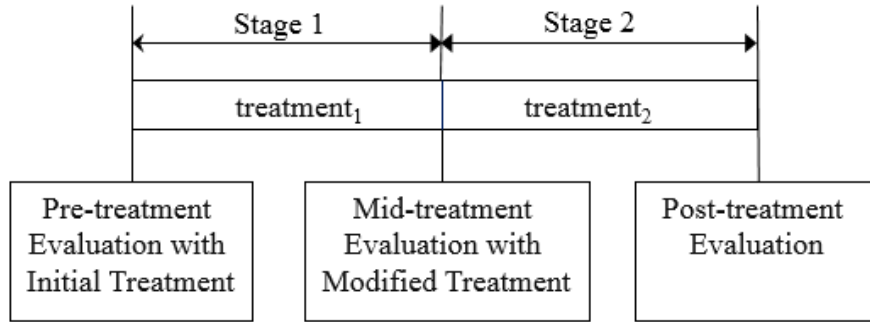 Stage 1 Stage 2
treatment₁ treatment₂
Pre-treatment
Evaluation with
Initial Treatment
Mid-treatment
Evaluation with
Modified Treatment
Post-treatment
Evaluation